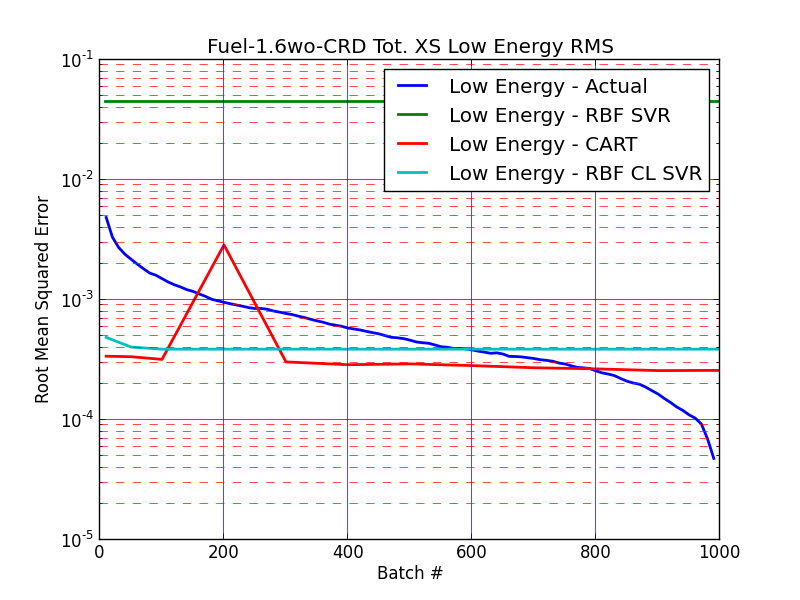 Fuel-1.6wo-CRD Tot. XS Low Energy RMS
Low Energy - Actual
Low Energy - RBF SVR
Low Energy - CART
Low Energy - RBF CL SVR
Root Mean Squared Error
10^-1
10^-2
10^-3
10^-4
10^-5
0 200 400 600 800 1000
Batch #